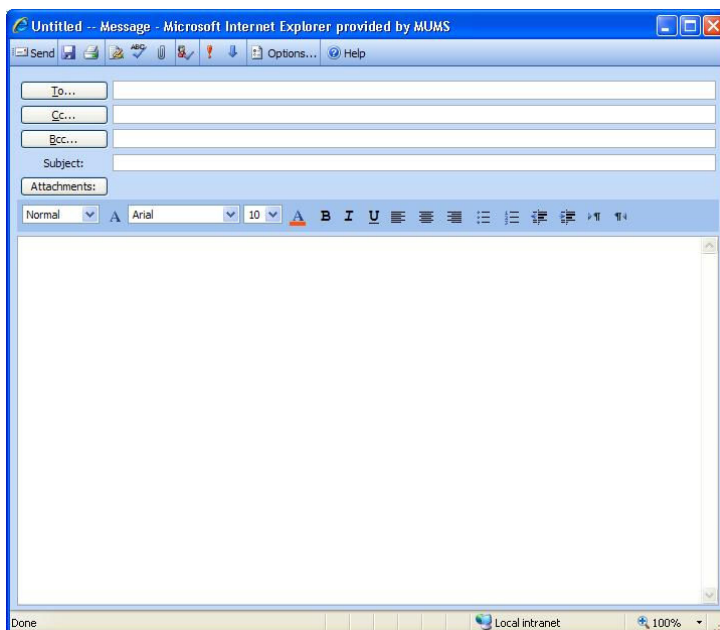 Untitled -- Message - Microsoft Internet Explorer provided by MUMS
Send Options... Help
To...
Cc...
Bcc...
Subject:
Attachments:
Normal A Arial 10 A B I U
Done Local intranet 100%